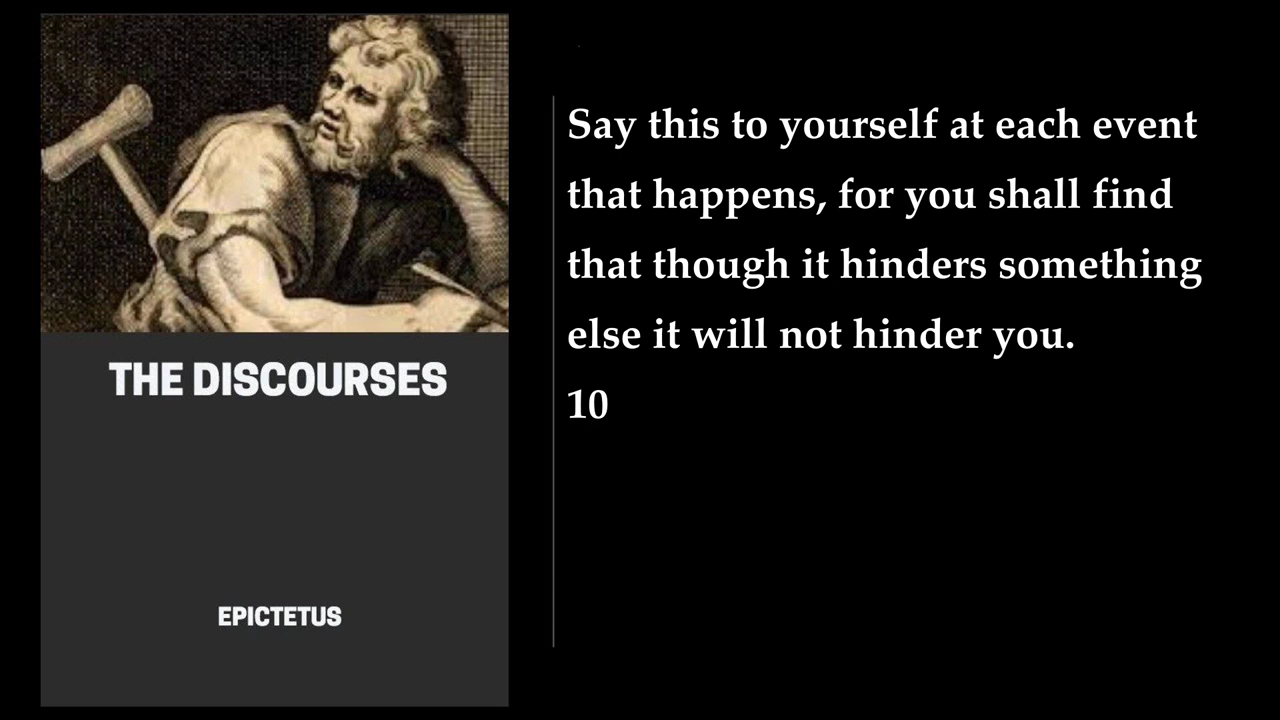 THE DISCOURSES
EPICTETUS
Say this to yourself at each event
that happens, for you shall find
that though it hinders something
else it will not hinder you.
10